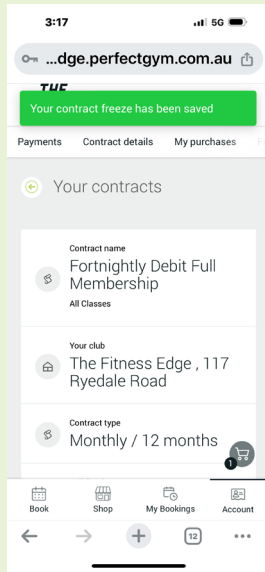 3:17
5G
...dge.perfectgym.com.au
THE
Your contract freeze has been saved
Payments Contract details My purchases
Your contracts
Contract name
Fortnightly Debit Full
Membership
All Classes
Your club
The Fitness Edge , 117
Ryedale Road
Contract type
Monthly / 12 months
1
Book Shop My Bookings Account
12